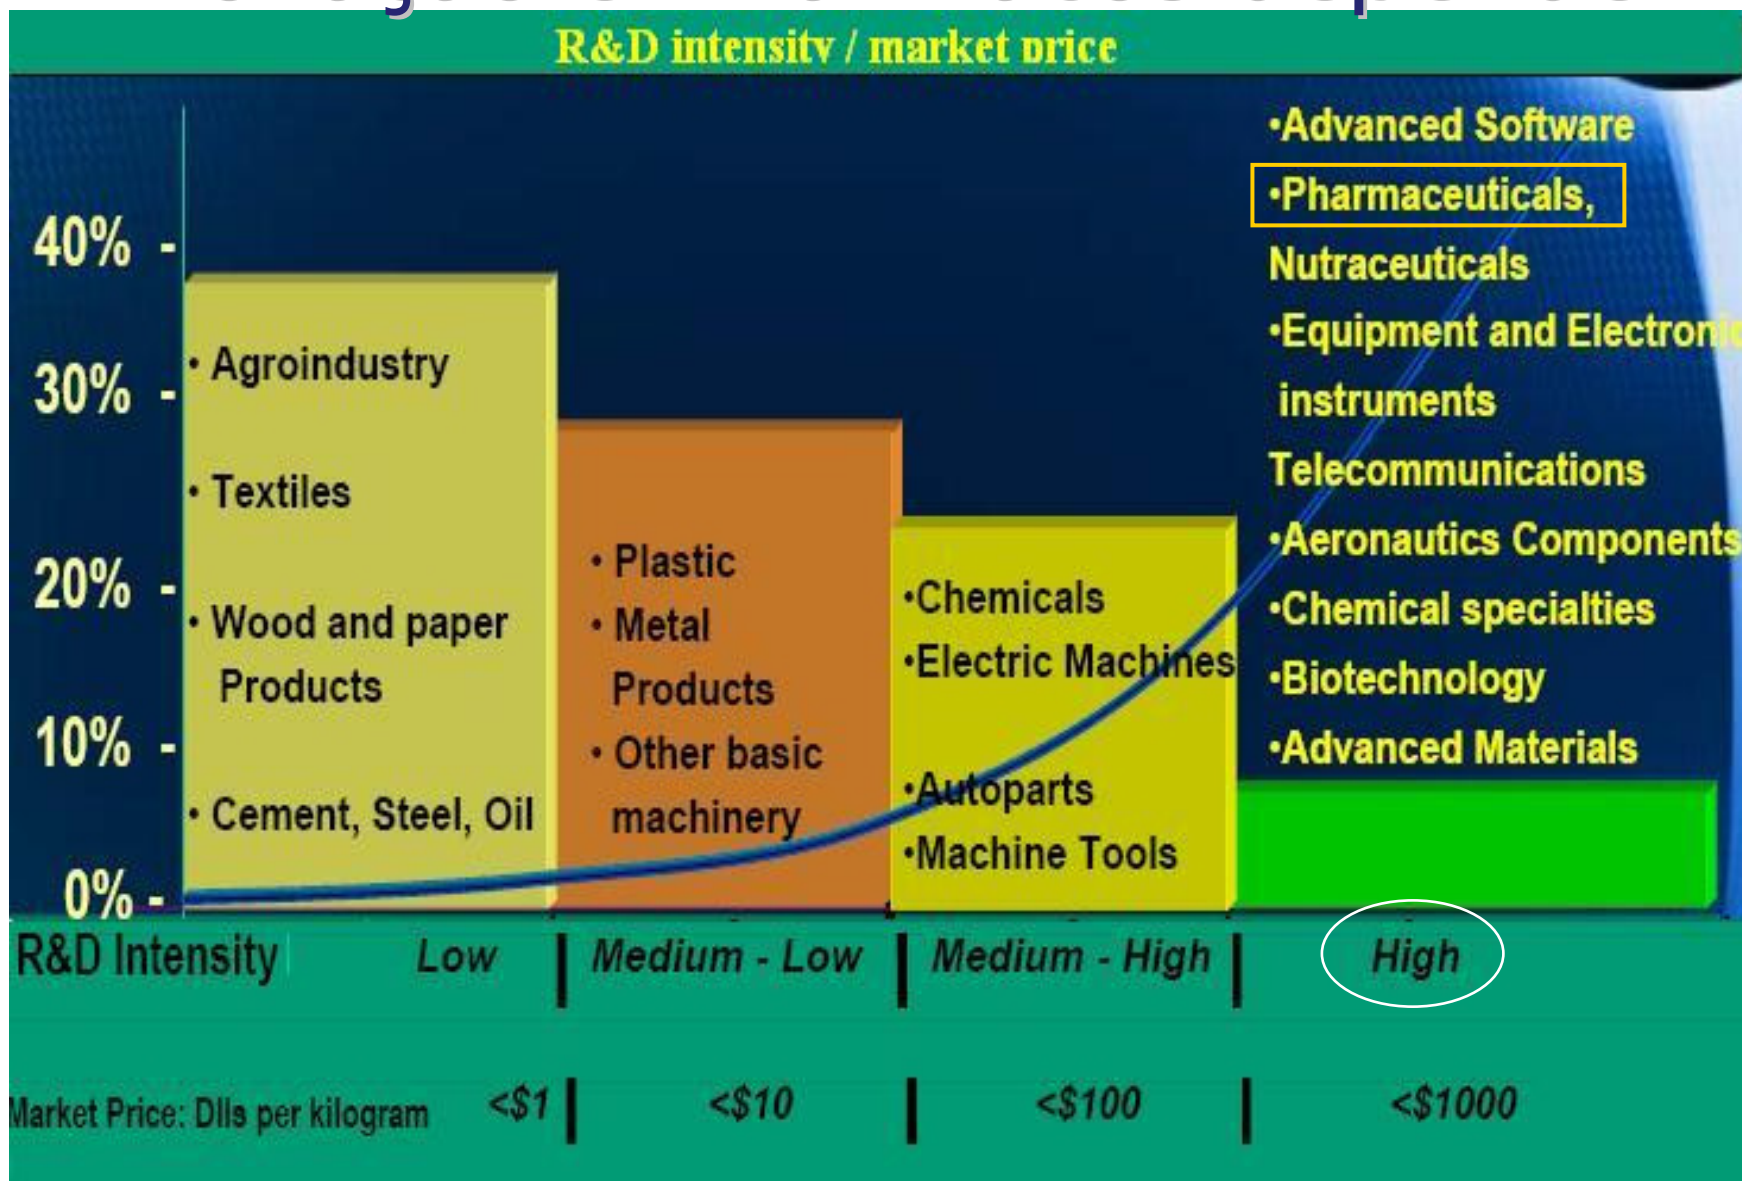 R&D intensity / market price
40% -
30% -
20% -
10% -
0% -
• Agroindustry
• Textiles
• Wood and paper
Products
• Cement, Steel, Oil
• Plastic
• Metal
Products
• Other basic
machinery
•Chemicals
•Electric Machines
•Autoparts
•Machine Tools
•Advanced Software
•Pharmaceuticals,
Nutraceuticals
•Equipment and Electronic
instruments
Telecommunications
•Aeronautics Components
•Chemical specialties
•Biotechnology
•Advanced Materials
R&D Intensity Low Medium - Low Medium - High High
Market Price: Dlls per kilogram <$1 <$10 <$100 <$1000